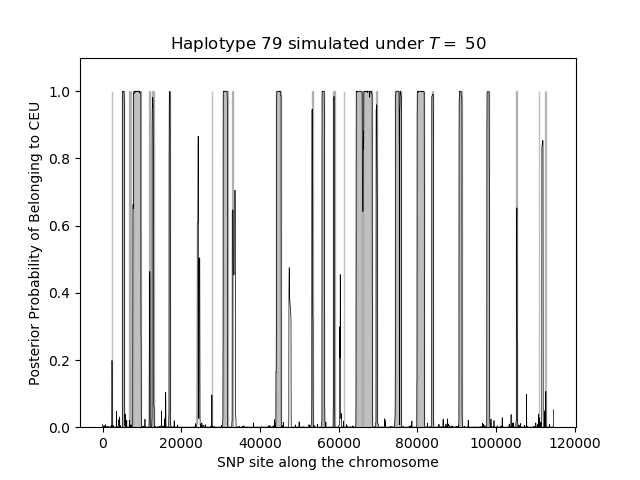 Haplotype 79 simulated under T = 50
Posterior Probability of Belonging to CEU
1.0
0.8
0.6
0.4
0.2
0.0
0 20000 40000 60000 80000 100000 120000
SNP site along the chromosome